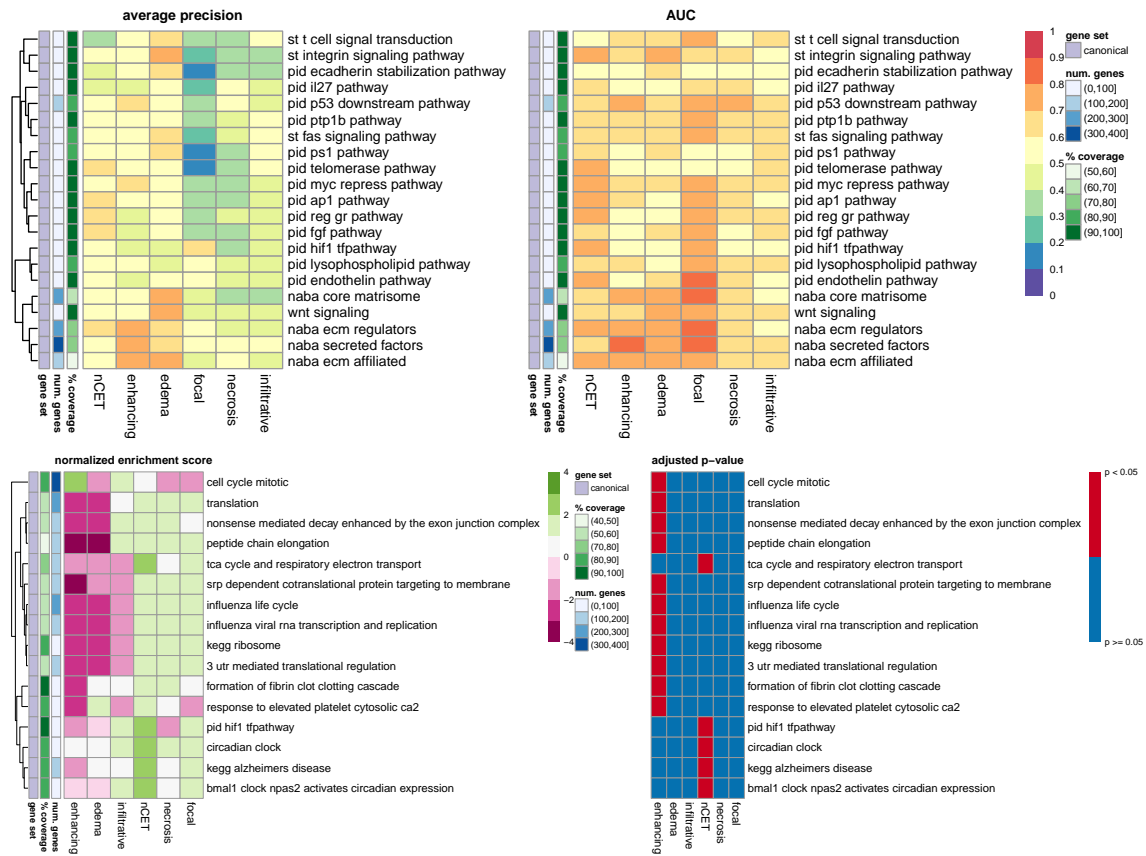 average precision
st t cell signal transduction
st integrin signaling pathway
pid ecadherin stabilization pathway
pid il27 pathway
pid p53 downstream pathway
pid ptp1b pathway
st fas signaling pathway
pid ps1 pathway
pid telomerase pathway
pid myc repress pathway
pid ap1 pathway
pid reg gr pathway
pid fgf pathway
pid hif1 tfpathway
pid lysophospholipid pathway
pid endothelin pathway
naba core matrisome
wnt signaling
naba ecm regulators
naba secreted factors
naba ecm affiliated
gene set
num. genes
% coverage
nCET
enhancing
edema
focal
necrosis
infiltrative
AUC
st t cell signal transduction
st integrin signaling pathway
pid ecadherin stabilization pathway
pid il27 pathway
pid p53 downstream pathway
pid ptp1b pathway
st fas signaling pathway
pid ps1 pathway
pid telomerase pathway
pid myc repress pathway
pid ap1 pathway
pid reg gr pathway
pid fgf pathway
pid hif1 tfpathway
pid lysophospholipid pathway
pid endothelin pathway
naba core matrisome
wnt signaling
naba ecm regulators
naba secreted factors
naba ecm affiliated
gene set
num. genes
% coverage
nCET
enhancing
edema
focal
necrosis
infiltrative
1
0.9
0.8
0.7
0.6
0.5
0.4
0.3
0.2
0.1
0
gene set
canonical
num. genes
(0,100]
(100,200]
(200,300]
(300,400]
% coverage
(50,60]
(60,70]
(70,80]
(80,90]
(90,100]
normalized enrichment score
cell cycle mitotic
translation
nonsense mediated decay enhanced by the exon junction complex
peptide chain elongation
tca cycle and respiratory electron transport
srp dependent cotranslational protein targeting to membrane
influenza life cycle
influenza viral rna transcription and replication
kegg ribosome
3 utr mediated translational regulation
formation of fibrin clot clotting cascade
response to elevated platelet cytosolic ca2
pid hif1 tfpathway
circadian clock
kegg alzheimers disease
bmal1 clock npas2 activates circadian expression
gene set
% coverage
num. genes
enhancing
edema
infiltrative
nCET
necrosis
focal
4
2
0
−2
−4
gene set
canonical
% coverage
(40,50]
(50,60]
(60,70]
(70,80]
(80,90]
(90,100]
num. genes
(0,100]
(100,200]
(200,300]
(300,400]
adjusted p−value
cell cycle mitotic
translation
nonsense mediated decay enhanced by the exon junction complex
peptide chain elongation
tca cycle and respiratory electron transport
srp dependent cotranslational protein targeting to membrane
influenza life cycle
influenza viral rna transcription and replication
kegg ribosome
3 utr mediated translational regulation
formation of fibrin clot clotting cascade
response to elevated platelet cytosolic ca2
pid hif1 tfpathway
circadian clock
kegg alzheimers disease
bmal1 clock npas2 activates circadian expression
enhancing
edema
infiltrative
nCET
necrosis
focal
p < 0.05
p >= 0.05